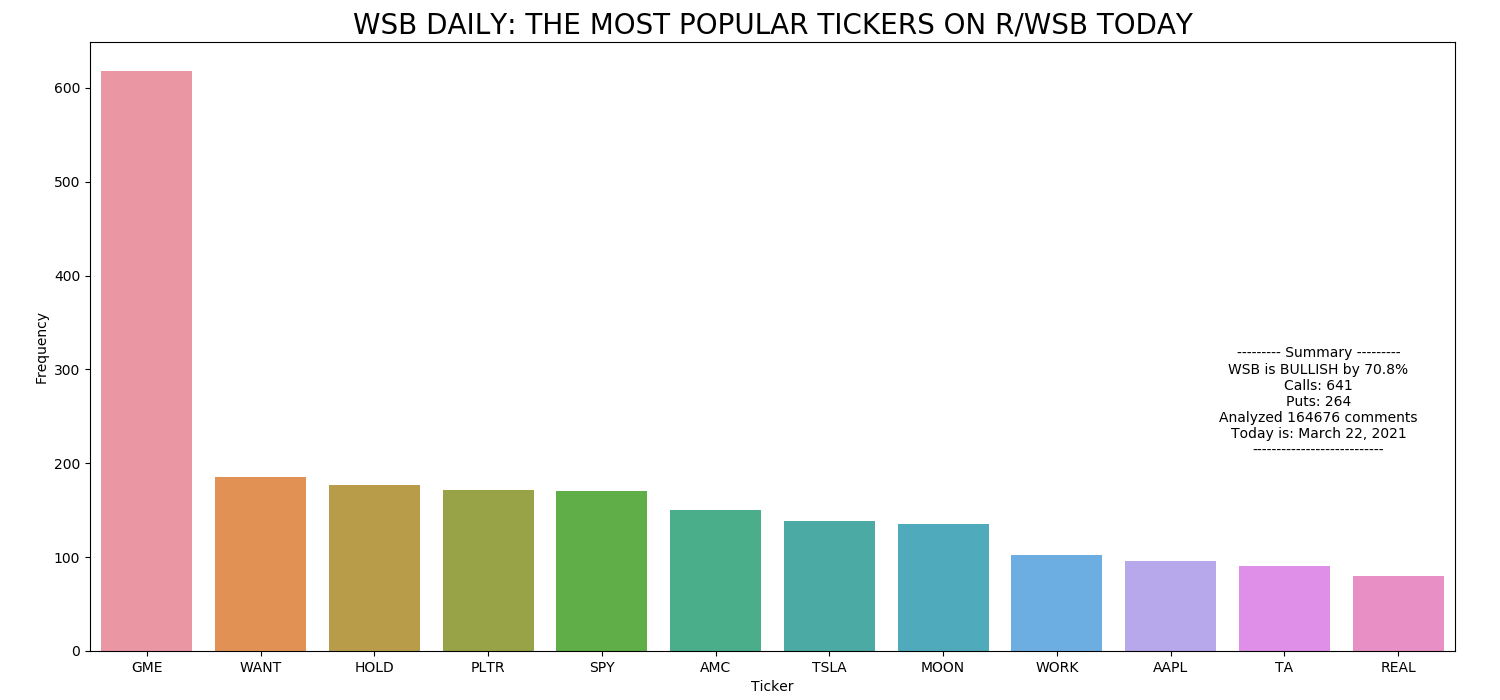 WSB DAILY: THE MOST POPULAR TICKERS ON R/WSB TODAY
600
500
400
300
200
100
0
Frequency
--------- Summary ---------
WSB is BULLISH by 70.8%
Calls: 641
Puts: 264
Analyzed 164676 comments
Today is: March 22, 2021
---------------------------
GME WANT HOLD PLTR SPY AMC TSLA MOON WORK AAPL TA REAL
Ticker